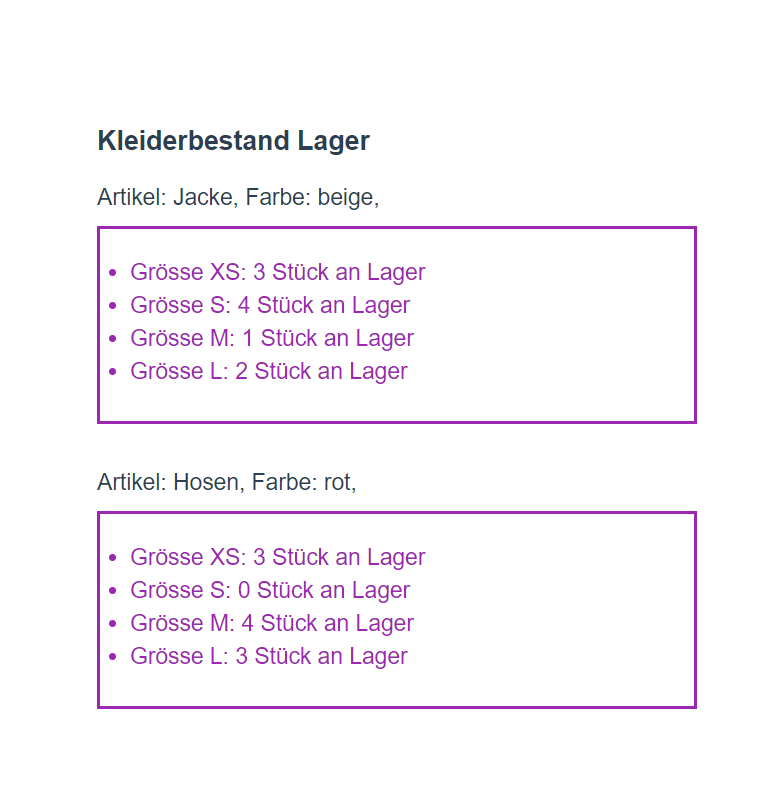 Kleiderbestand Lager
Artikel: Jacke, Farbe: beige,
• Grösse XS: 3 Stück an Lager
• Grösse S: 4 Stück an Lager
• Grösse M: 1 Stück an Lager
• Grösse L: 2 Stück an Lager
Artikel: Hosen, Farbe: rot,
• Grösse XS: 3 Stück an Lager
• Grösse S: 0 Stück an Lager
• Grösse M: 4 Stück an Lager
• Grösse L: 3 Stück an Lager